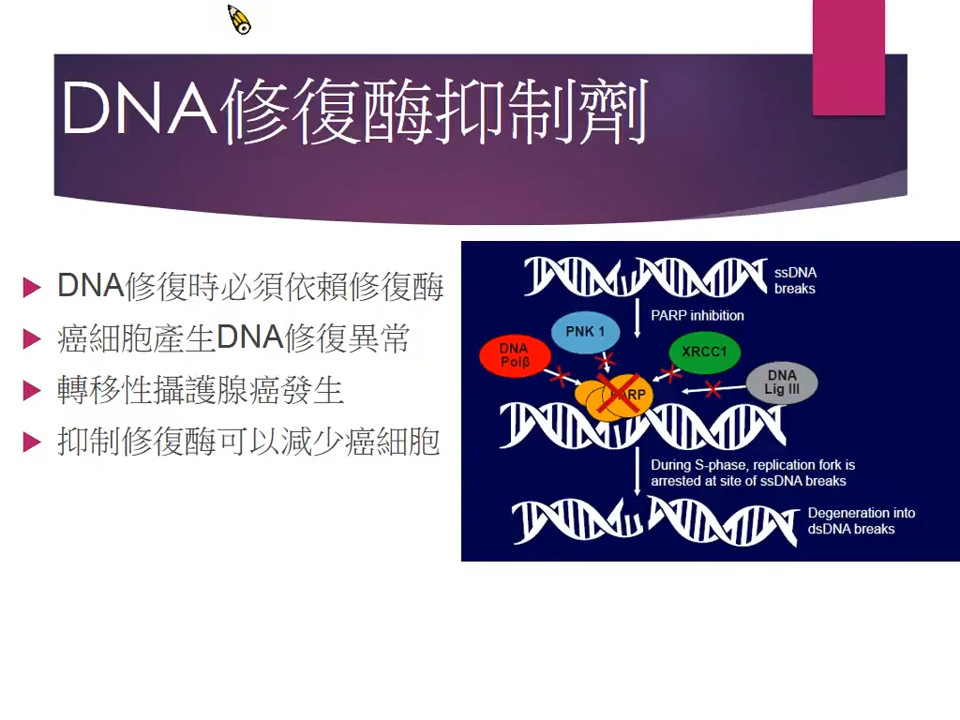 DNA修復酶抑制劑
DNA修復時必須依賴修復酶
癌細胞產生DNA修復異常
轉移性攝護腺癌發生
抑制修復酶可以減少癌細胞
ssDNA
breaks
PARP inhibition
PNK 1
DNA
Polβ
XRCC1
DNA
Lig III
PARP
During S-phase, replication fork is
arrested at site of ssDNA breaks
Degeneration into
dsDNA breaks